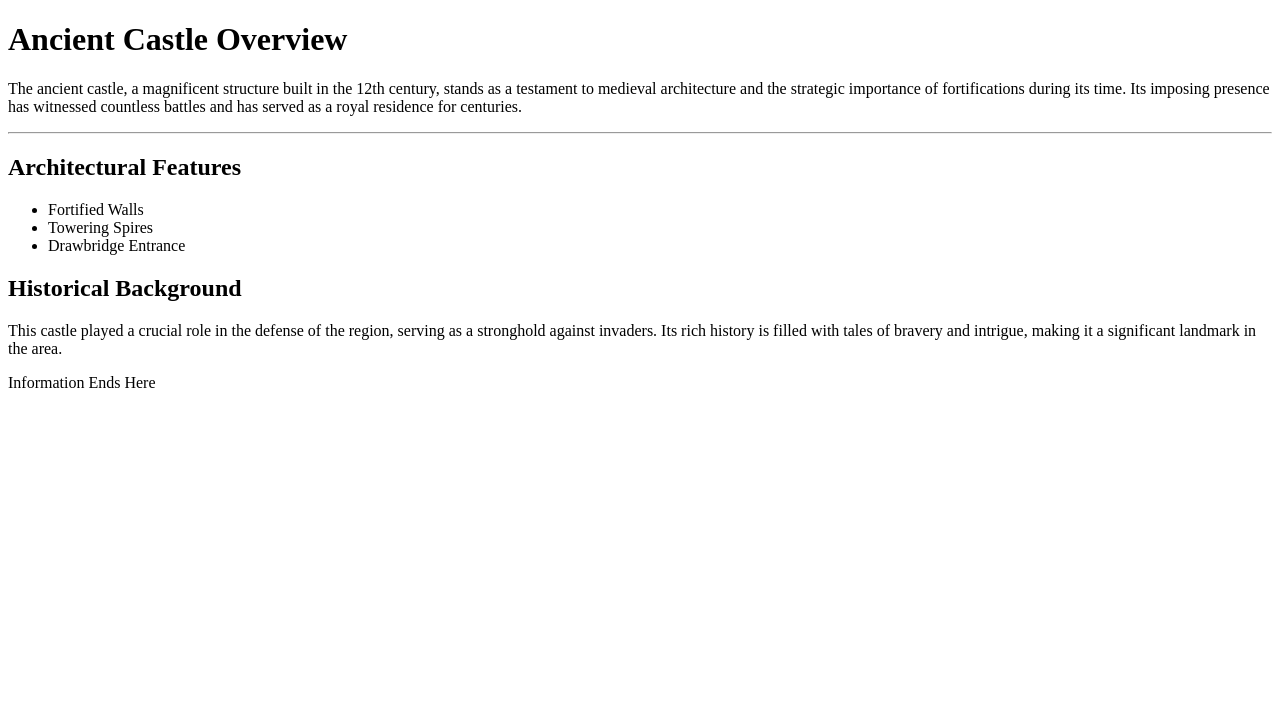 Ancient Castle Overview
The ancient castle, a magnificent structure built in the 12th century, stands as a testament to medieval architecture and the strategic importance of fortifications during its time. Its imposing presence
has witnessed countless battles and has served as a royal residence for centuries.
Architectural Features
• Fortified Walls
• Towering Spires
• Drawbridge Entrance
Historical Background
This castle played a crucial role in the defense of the region, serving as a stronghold against invaders. Its rich history is filled with tales of bravery and intrigue, making it a significant landmark in
the area.
Information Ends Here